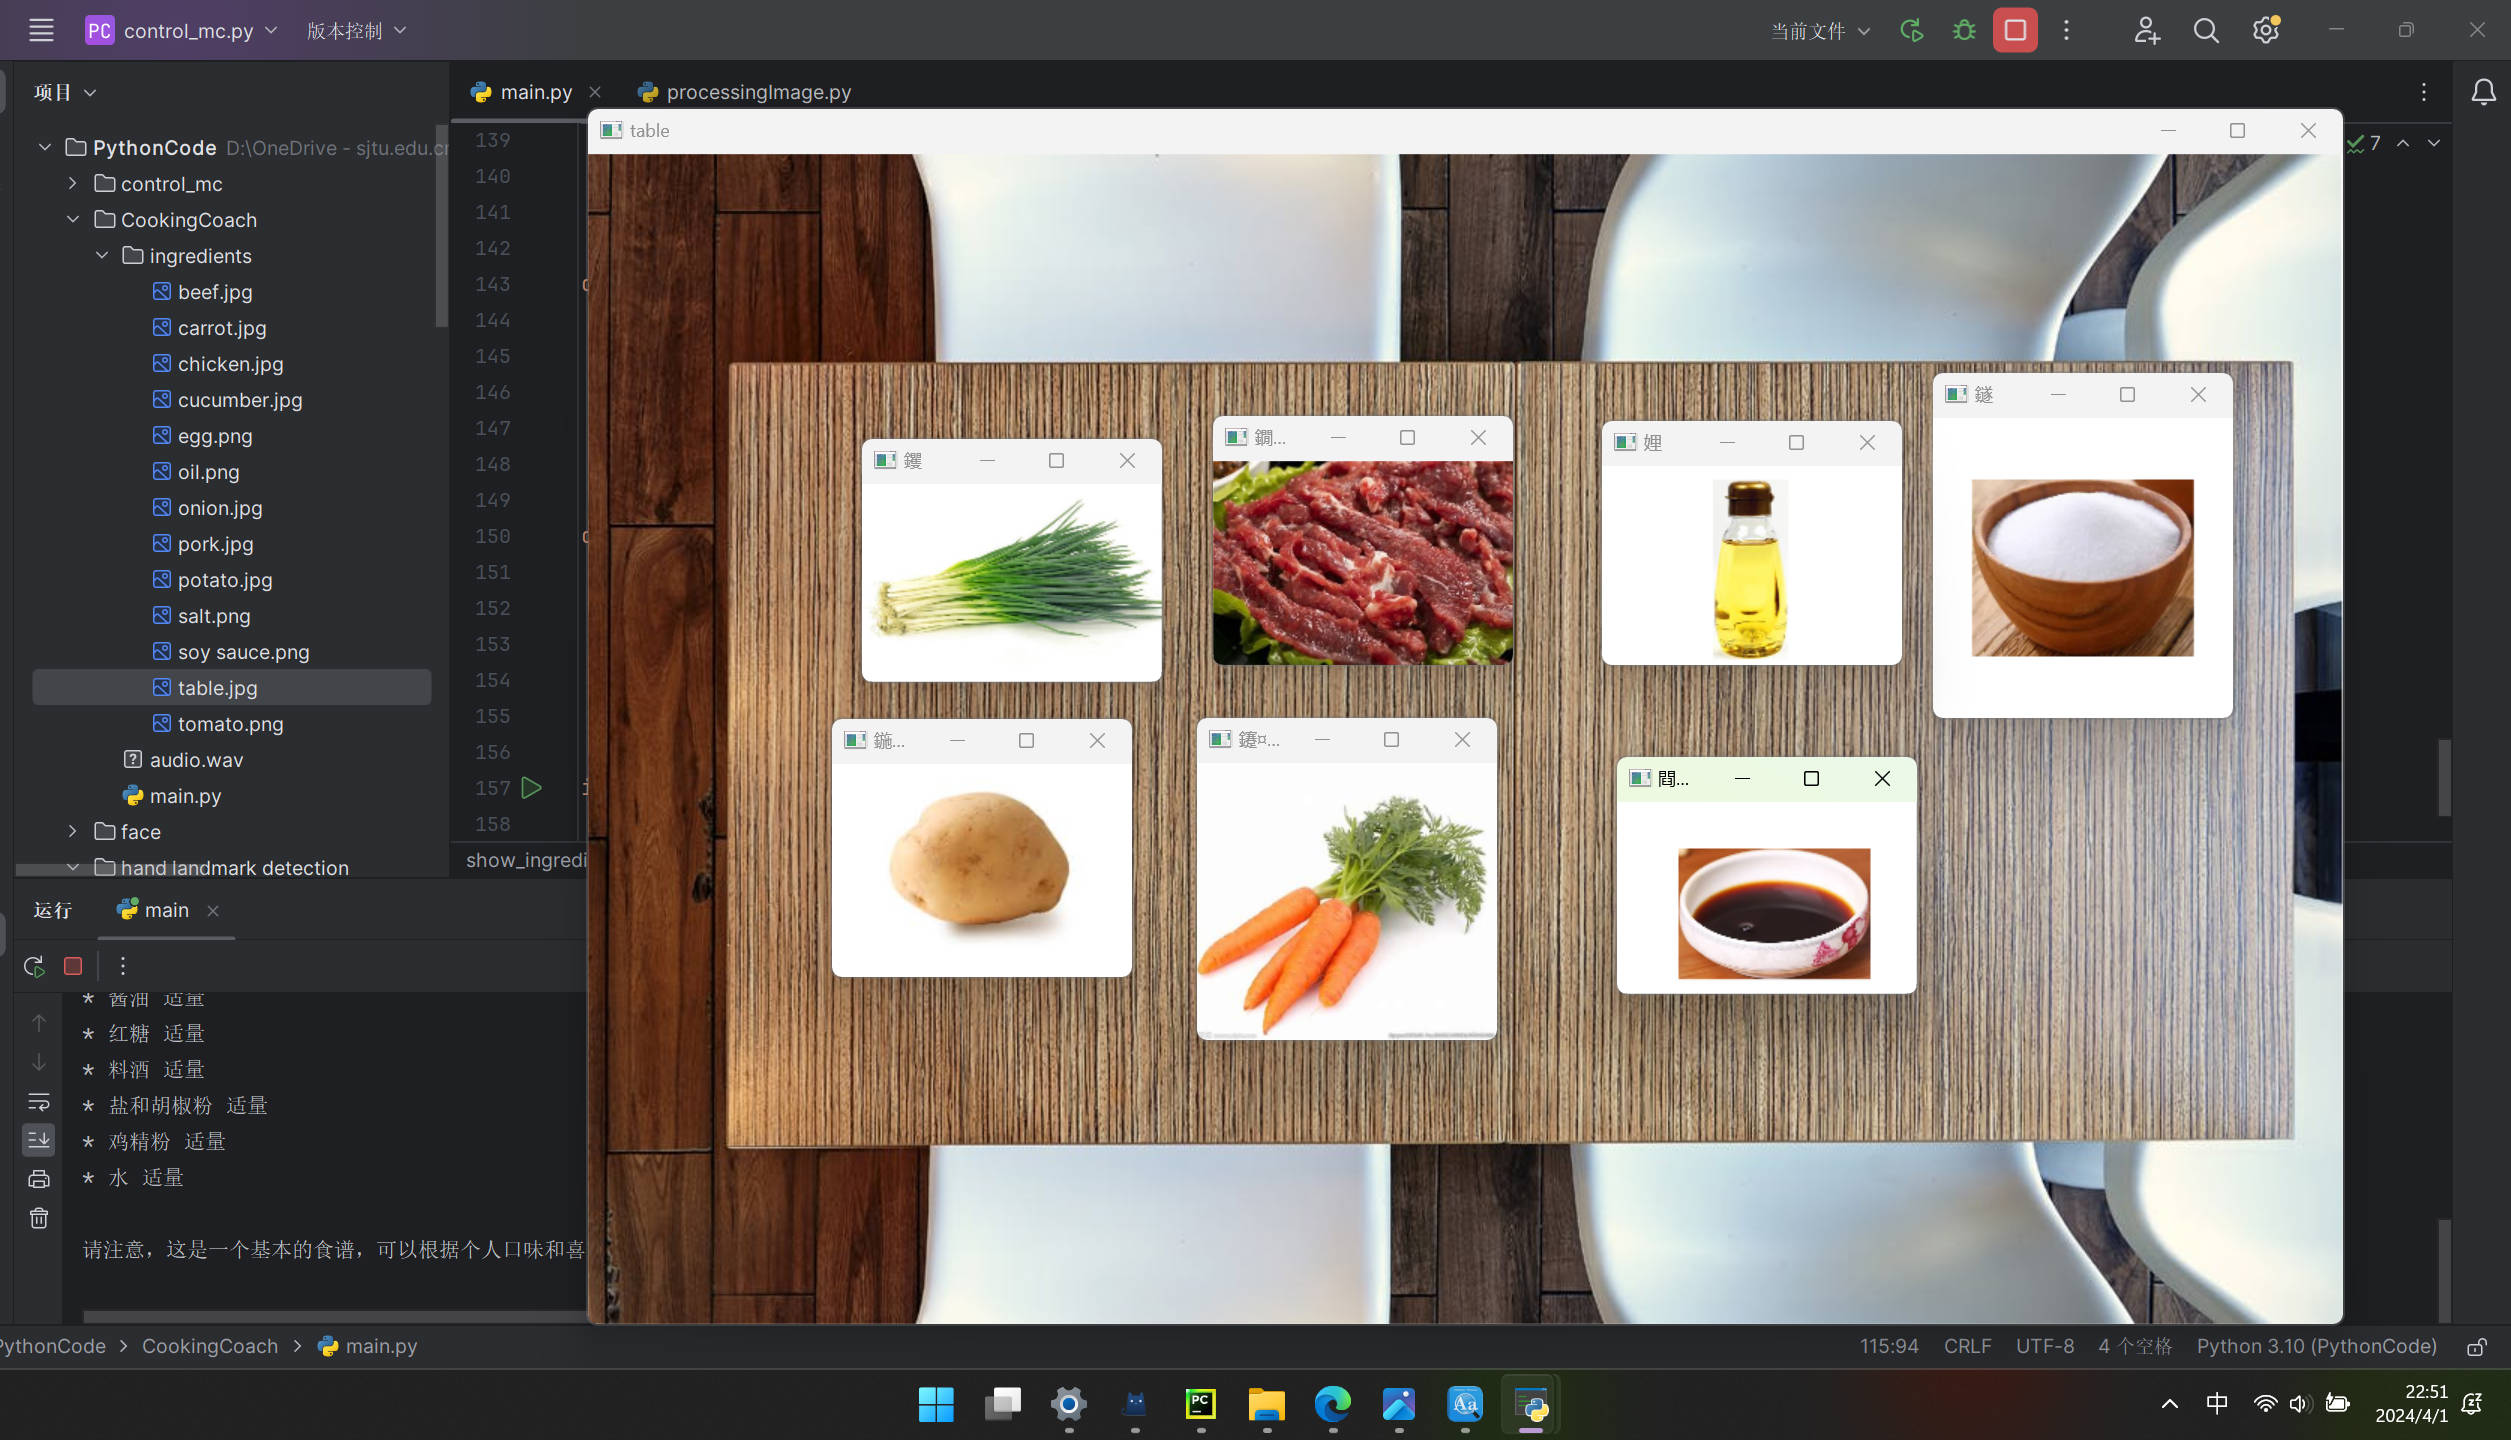 PC control_mc.py 版本控制 当前文件
项目
main.py processingImage.py
table
PythonCode D:\OneDrive - sjtu.edu.cn
control_mc
CookingCoach
ingredients
beef.jpg
carrot.jpg
chicken.jpg
cucumber.jpg
egg.png
oil.png
onion.jpg
pork.jpg
potato.jpg
salt.png
soy sauce.png
table.jpg
tomato.png
audio.wav
main.py
face
hand landmark detection
139
140
141
142
143
144
145
146
147
148
149
150
151
152
153
154
155
156
157
158
show_ingredi
7
娌
运行 main
* 酱油 适量
* 红糖 适量
* 料酒 适量
* 盐和胡椒粉 适量
* 鸡精粉 适量
* 水 适量
请注意，这是一个基本的食谱，可以根据个人口味和喜
PythonCode > CookingCoach > main.py
115:94 CRLF UTF-8 4 个空格 Python 3.10 (PythonCode)
PC
Aa
中
22:51
2024/4/1